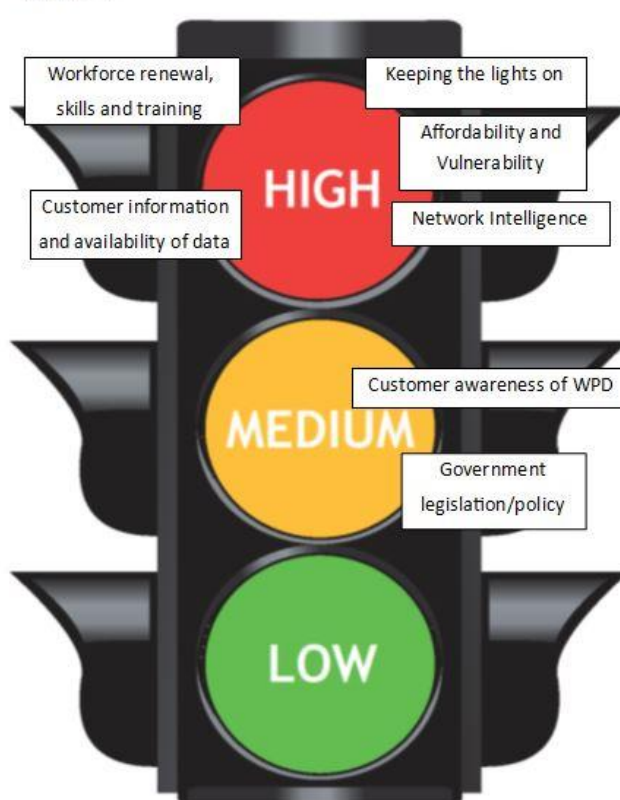 Workforce renewal,
skills and training
Keeping the lights on
Affordability and
Vulnerability
HIGH
Customer information
and availability of data
Network Intelligence
Customer awareness of WPD
MEDIUM
Government
legislation/policy
LOW